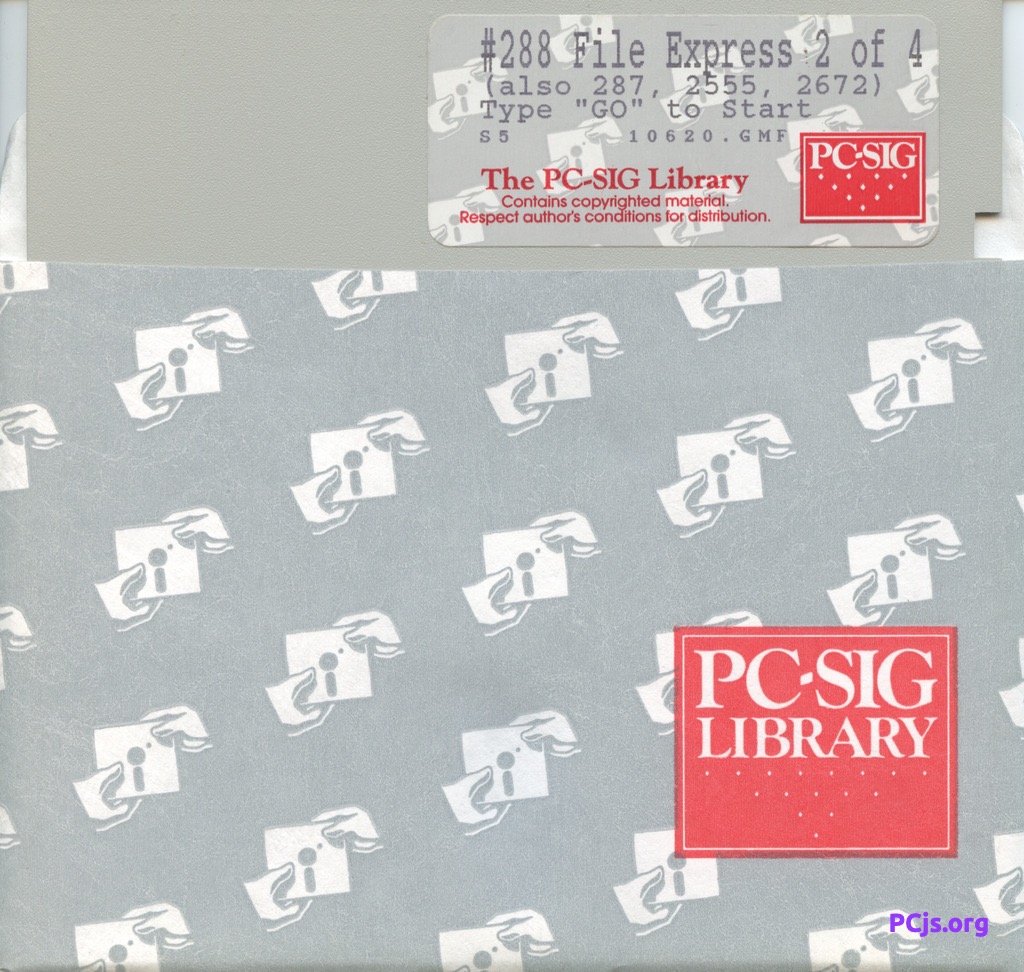 #288 File Express 2 of 4
(also 287, 2555, 2672)
Type "GO" to Start
S5 10620.GMF
PC-SIG
The PC-SIG Library
Contains copyrighted material.
Respect author's conditions for distribution.
PC-SIG
LIBRARY
PCjs.org